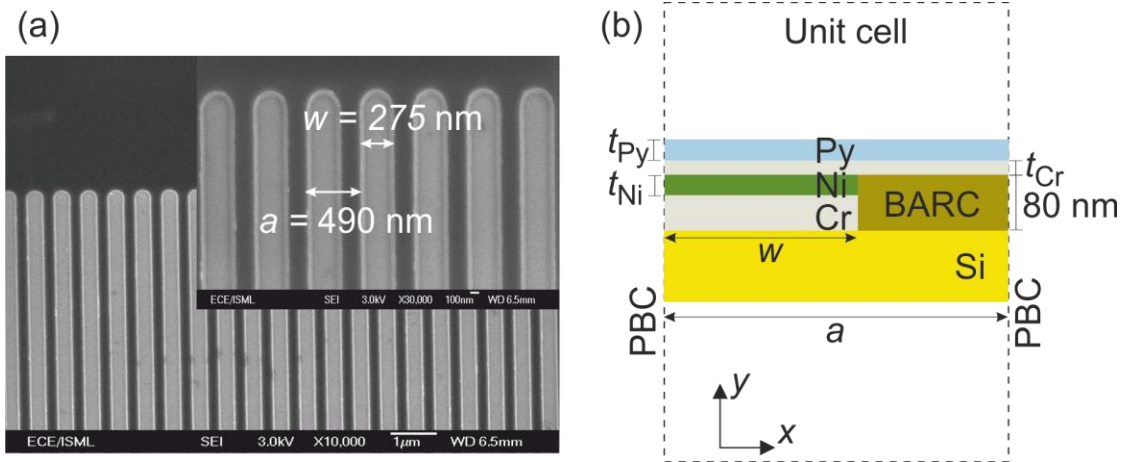 (a)
w = 275 nm
a = 490 nm
ECE/ISML SEI 3.0kV X30,000 100nm WD 6.5mm
ECE/ISML SEI 3.0kV X10,000 1μm WD 6.5mm
(b)
Unit cell
tPy
Py
tCr
tNi
Ni
BARC
80 nm
Cr
w
Si
PBC
PBC
a
y
x